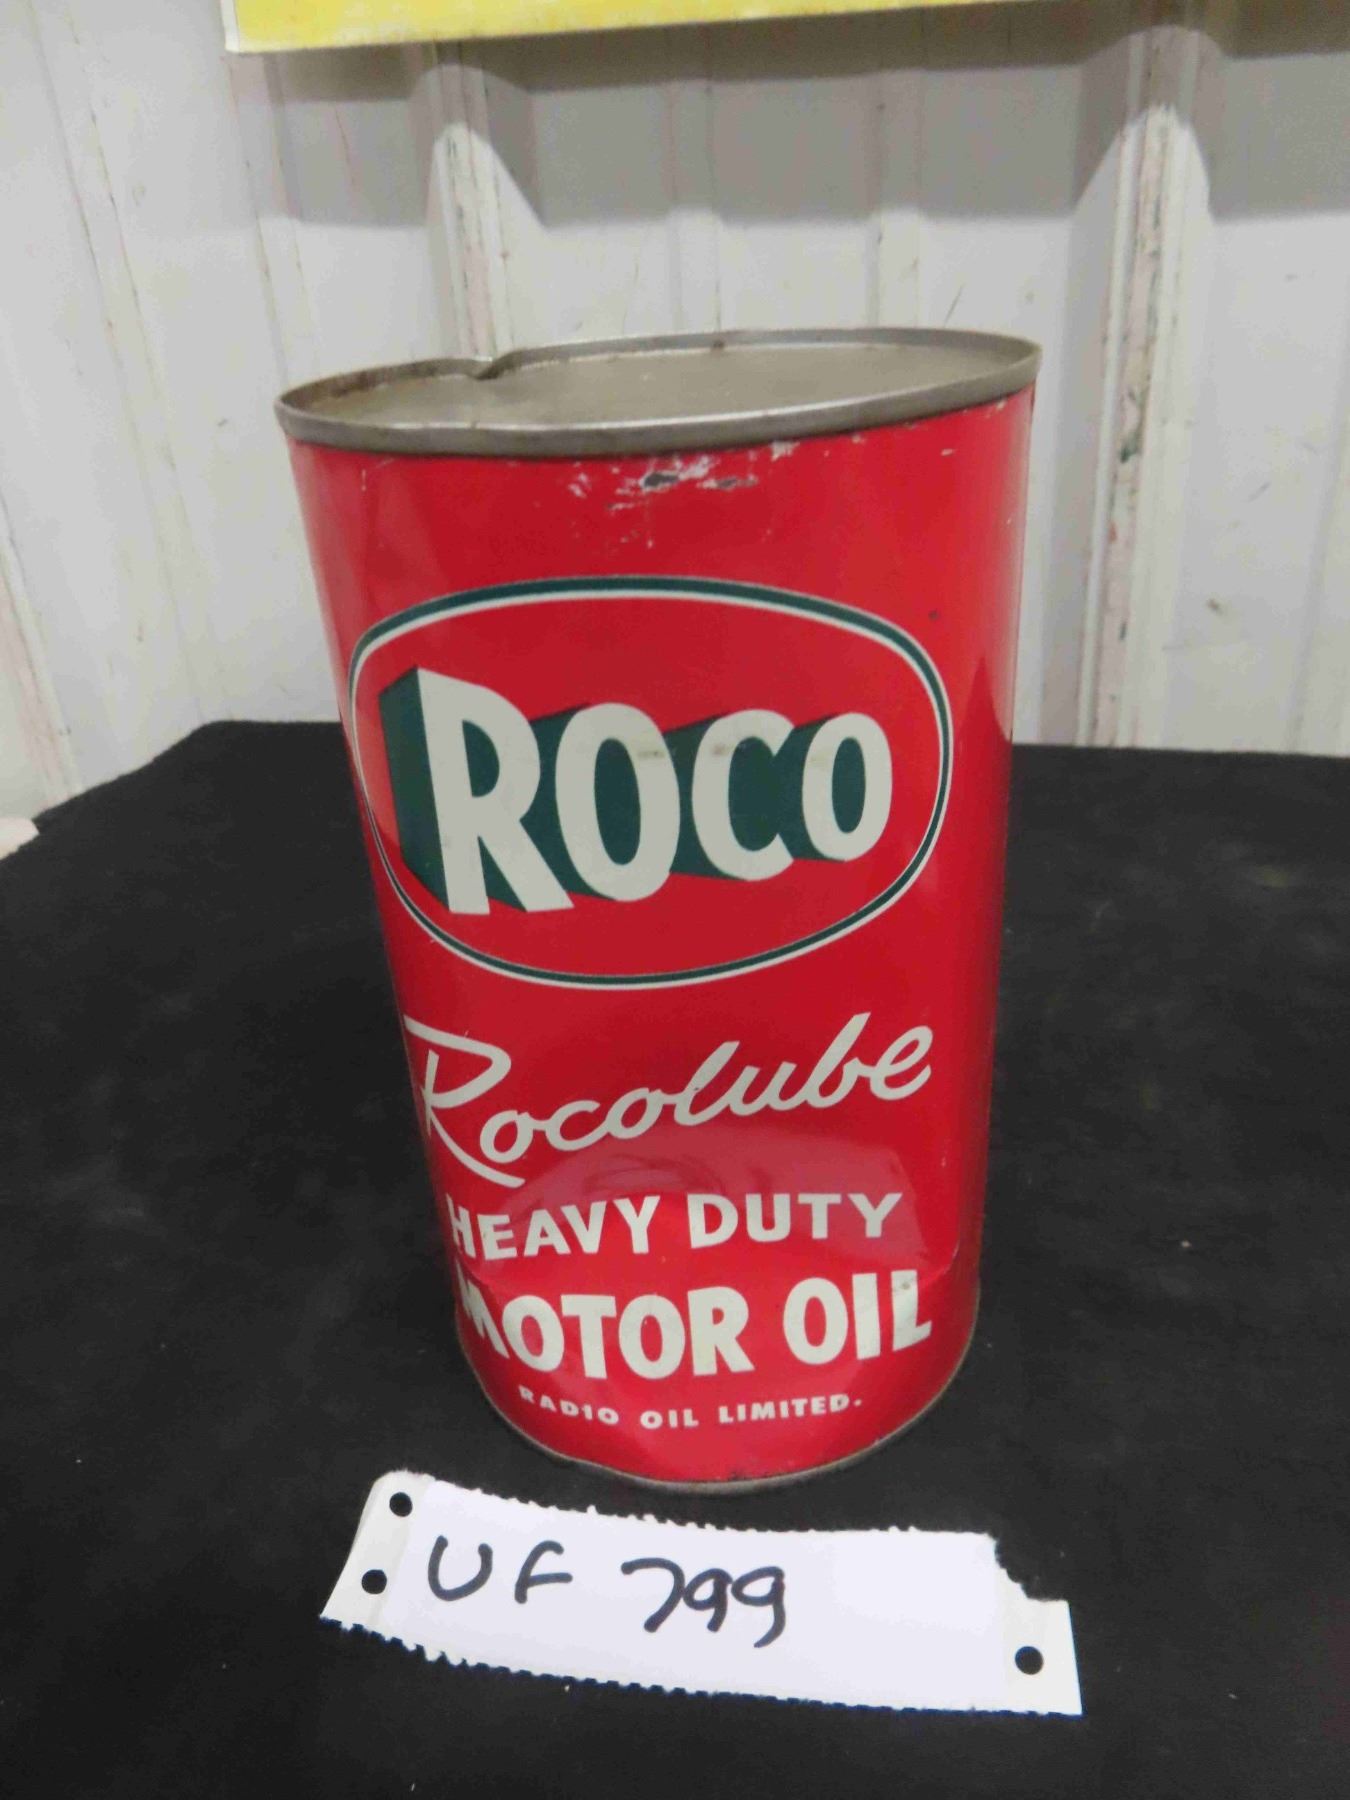 ROCO
Rocolube
HEAVY DUTY
MOTOR OIL
RADIO OIL LIMITED.
UF 799